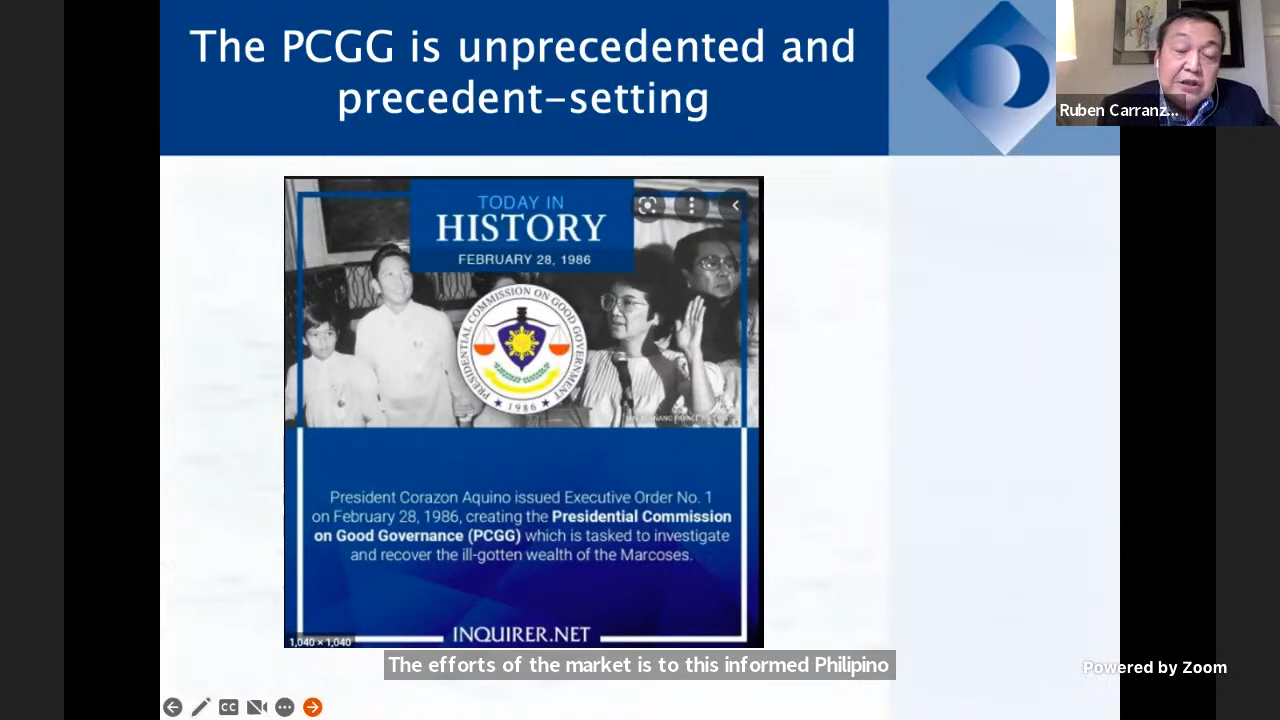 The PCGG is unprecedented and
precedent-setting
Ruben Carranz...
TODAY IN
HISTORY
FEBRUARY 28, 1986
PRESIDENTIAL COMMISSION ON GOOD GOVERNMENT
1986
President Corazon Aquino issued Executive Order No. 1
on February 28, 1986, creating the Presidential Commission
on Good Governance (PCGG) which is tasked to investigate
and recover the ill-gotten wealth of the Marcoses.
INQUIRER.NET
1,040 × 1,040
The efforts of the market is to this informed Philipino
Powered by Zoom
CC